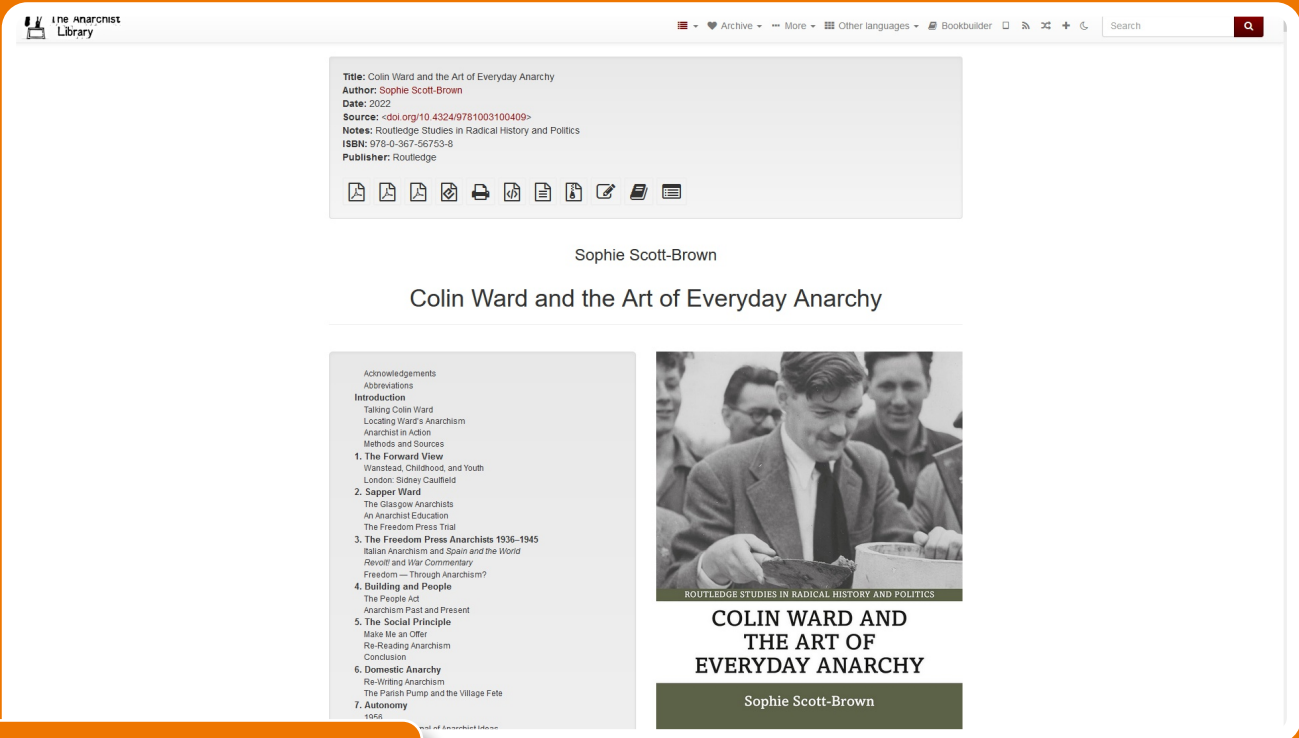 The Anarchist
Library
Archive
More
Other languages
Bookbuilder
Search
Title: Colin Ward and the Art of Everyday Anarchy
Author: Sophie Scott-Brown
Date: 2022
Source: <doi.org/10.4324/9781003100409>
Notes: Routledge Studies in Radical History and Politics
ISBN: 978-0-367-56753-8
Publisher: Routledge
Sophie Scott-Brown
Colin Ward and the Art of Everyday Anarchy
Acknowledgements
Abbreviations
Introduction
Talking Colin Ward
Locating Ward's Anarchism
Anarchist in Action
Methods and Sources
1. The Forward View
Wanstead, Childhood, and Youth
London: Sidney Caulfield
2. Sapper Ward
The Glasgow Anarchists
An Anarchist Education
The Freedom Press Trial
3. The Freedom Press Anarchists 1936–1945
Italian Anarchism and Spain and the World
Revolt! and War Commentary
Freedom — Through Anarchism?
4. Building and People
The People Act
Anarchism Past and Present
5. The Social Principle
Make Me an Offer
Re-Reading Anarchism
Conclusion
6. Domestic Anarchy
Re-Writing Anarchism
The Parish Pump and the Village Fete
7. Autonomy
1956
of Anarchist Ideas
ROUTLEDGE STUDIES IN RADICAL HISTORY AND POLITICS
COLIN WARD AND
THE ART OF
EVERYDAY ANARCHY
Sophie Scott-Brown